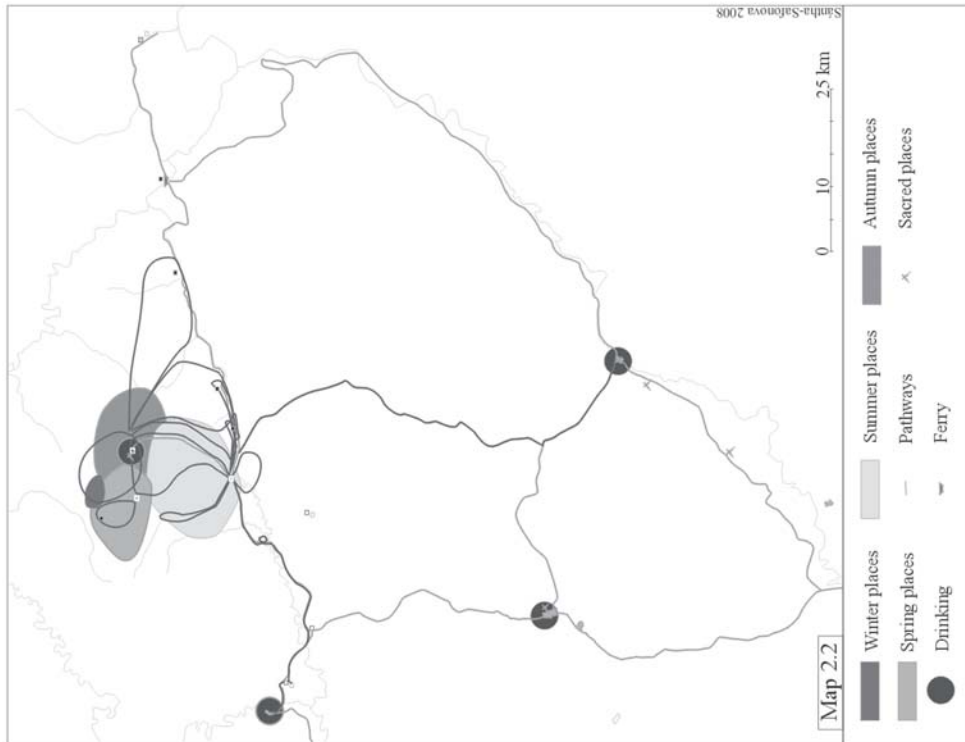 Sántha-Safonova 2008
0 10 25 km
Map 2.2
Winter places
Summer places
Autumn places
Spring places
Pathways
Sacred places
Drinking
Ferry